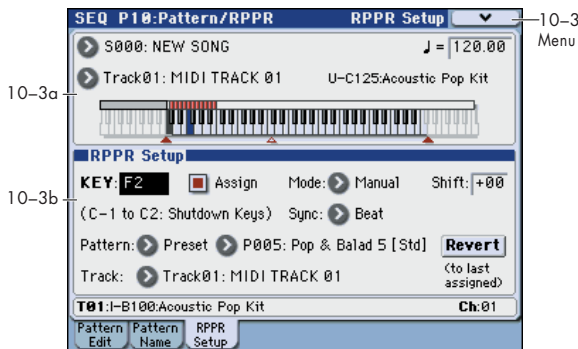 SEQ P10:Pattern/RPPR RPPR Setup
10–3
Menu
S000: NEW SONG ♩= 120.00
Track01: MIDI TRACK 01 U-C125:Acoustic Pop Kit
10–3a
RPPR Setup
KEY: F2 Assign Mode: Manual Shift: +00
10–3b
(C-1 to C2: Shutdown Keys) Sync: Beat
Pattern: Preset P005: Pop & Balad 5 [Std] Revert
Track: Track01: MIDI TRACK 01 (to last
assigned)
T01:I-B100:Acoustic Pop Kit Ch:01
Pattern Edit Pattern Name RPPR Setup